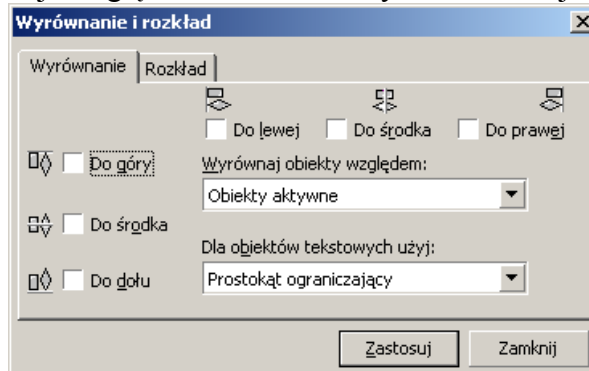 Wyrównanie i rozkład
Wyrównanie Rozkład
Do lewej Do środka Do prawej
Do góry Wyrównaj obiekty względem:
Obiekty aktywne
Do środka
Dla obiektów tekstowych użyj:
Do dołu Prostokąt ograniczający
Zastosuj Zamknij